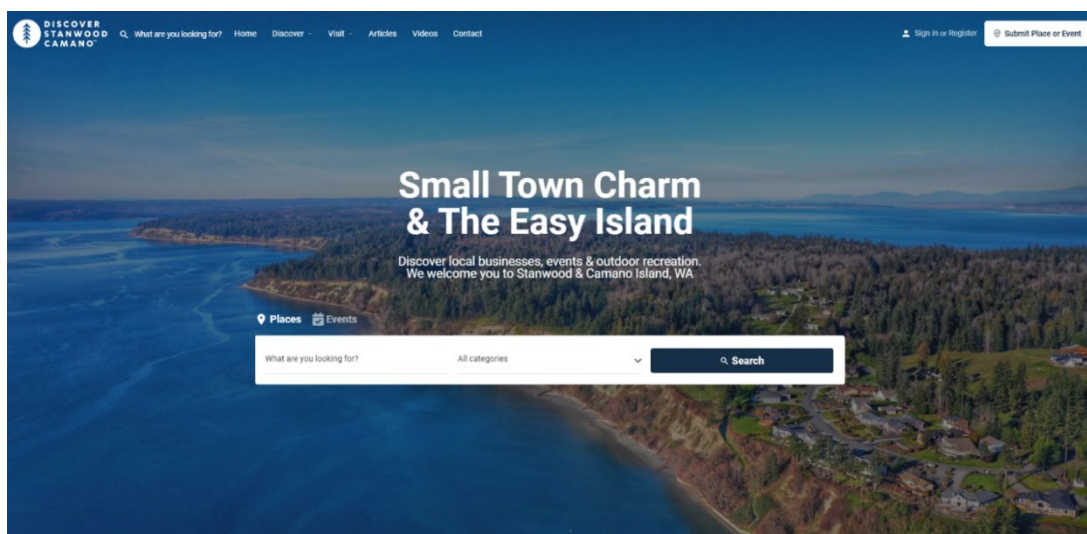 DISCOVER
STANWOOD
CAMANO
What are you looking for? Home Discover Visit Articles Videos Contact
Sign in or Register Submit Place or Event
Small Town Charm
& The Easy Island
Discover local businesses, events & outdoor recreation.
We welcome you to Stanwood & Camano Island, WA
Places Events
What are you looking for? All categories Search